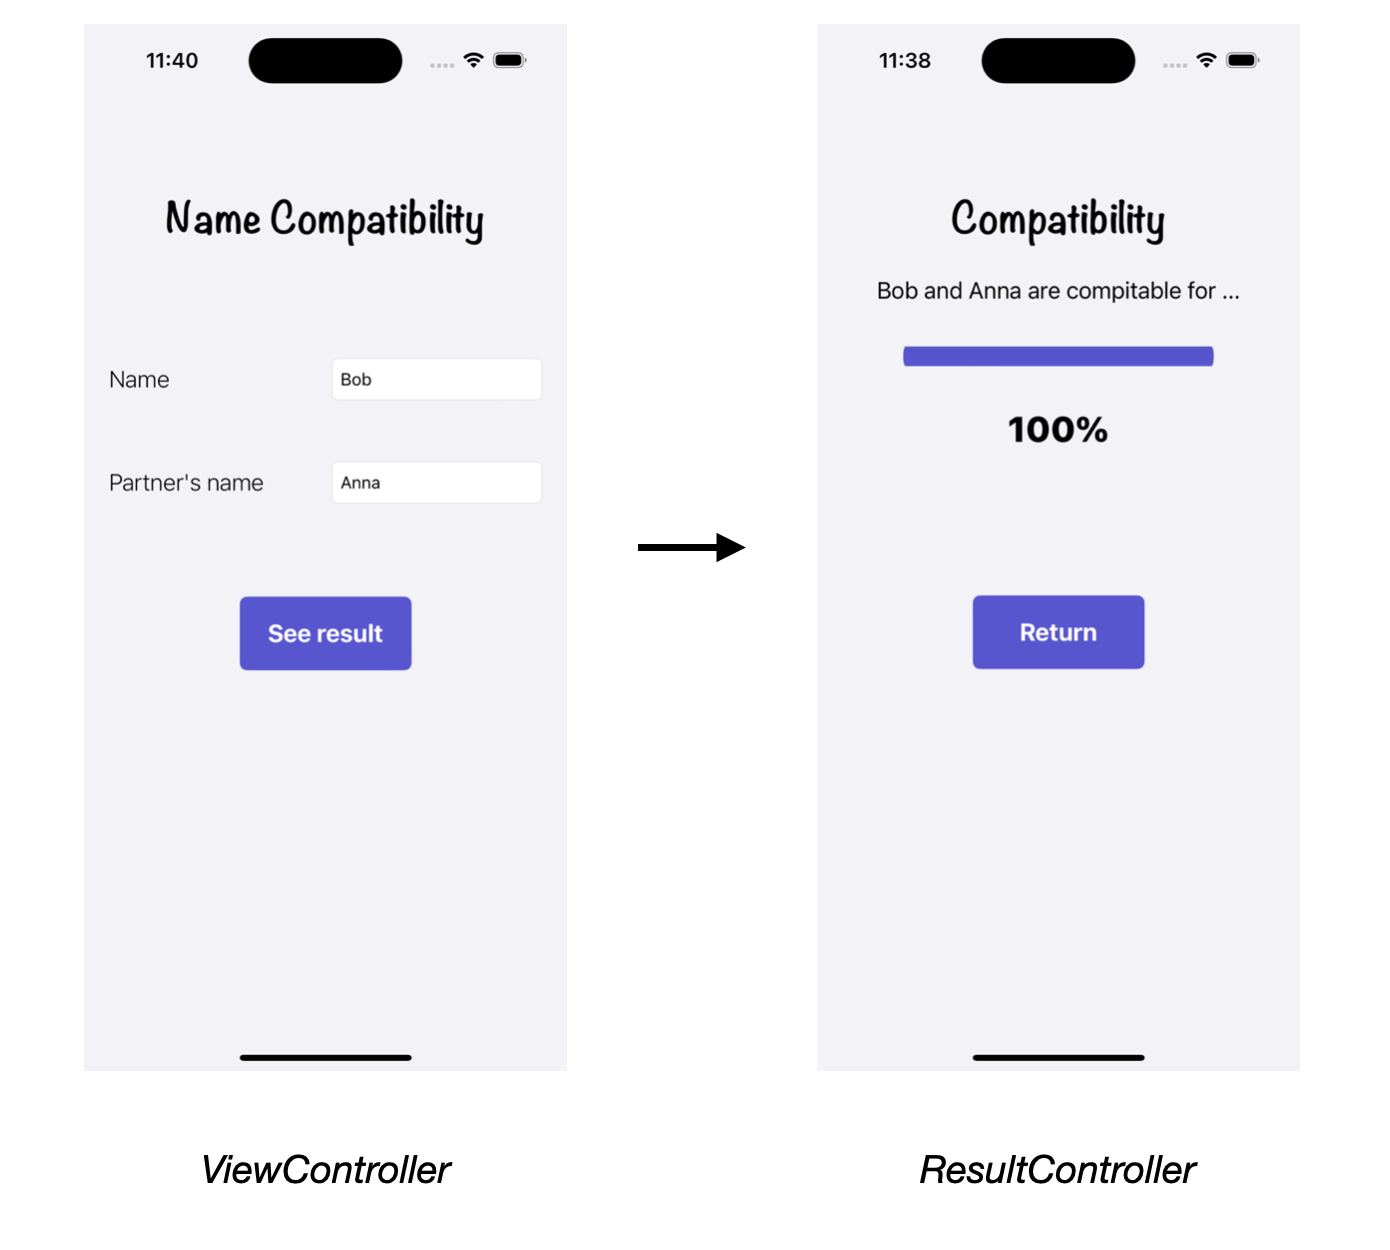 11:40
Name Compatibility
Name
Bob
Partner's name
Anna
See result
ViewController
11:38
Compatibility
Bob and Anna are compitable for ...
100%
Return
ResultController